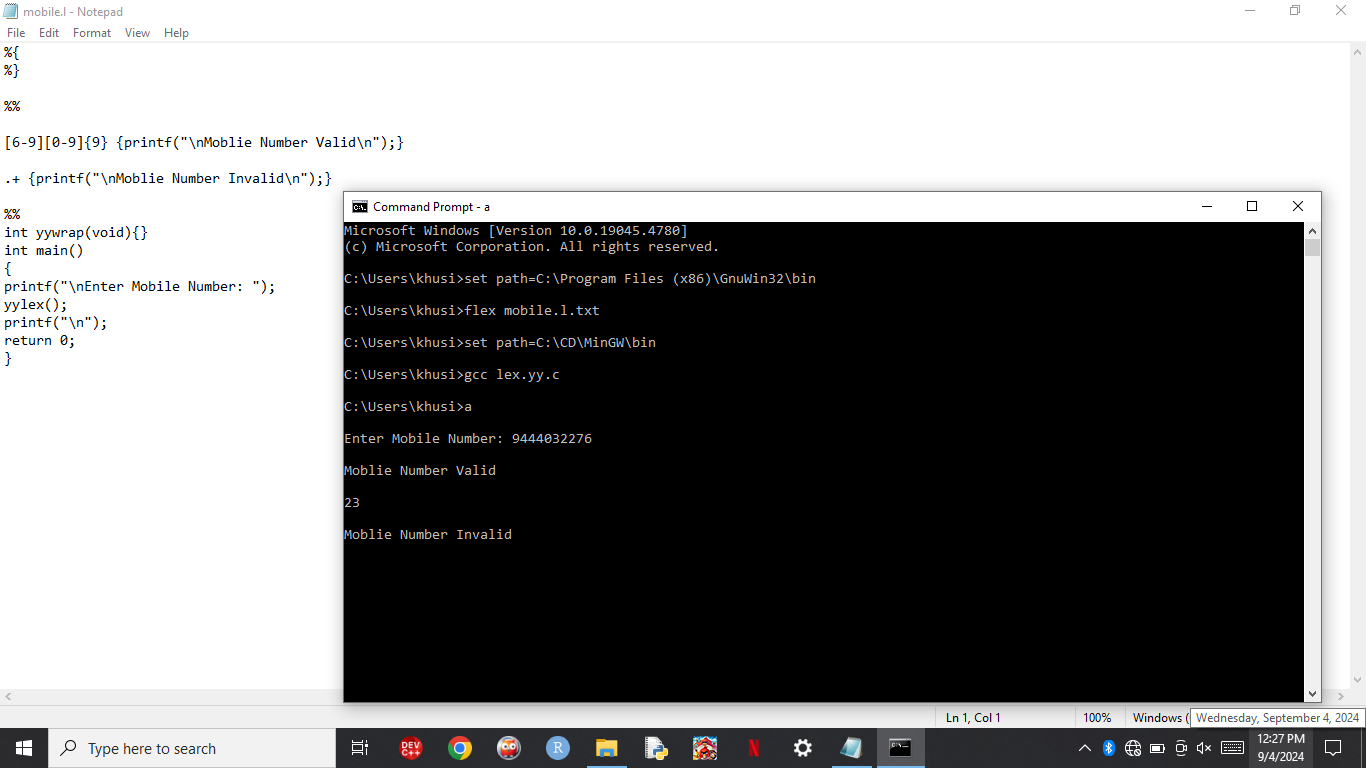 mobile.l - Notepad
File Edit Format View Help
%{
%}
%%
[6-9][0-9]{9} {printf("\nMoblie Number Valid\n");}
.+ {printf("\nMoblie Number Invalid\n");}
%%
int yywrap(void){}
int main()
{
printf("\nEnter Mobile Number: ");
yylex();
printf("\n");
return 0;
}
Command Prompt - a
Microsoft Windows [Version 10.0.19045.4780]
(c) Microsoft Corporation. All rights reserved.
C:\Users\khusi>set path=C:\Program Files (x86)\GnuWin32\bin
C:\Users\khusi>flex mobile.l.txt
C:\Users\khusi>set path=C:\CD\MinGW\bin
C:\Users\khusi>gcc lex.yy.c
C:\Users\khusi>a
Enter Mobile Number: 9444032276
Moblie Number Valid
23
Moblie Number Invalid
Ln 1, Col 1 100% Windows (
Wednesday, September 4, 2024
Type here to search
DEV C++
R
N
12:27 PM
9/4/2024